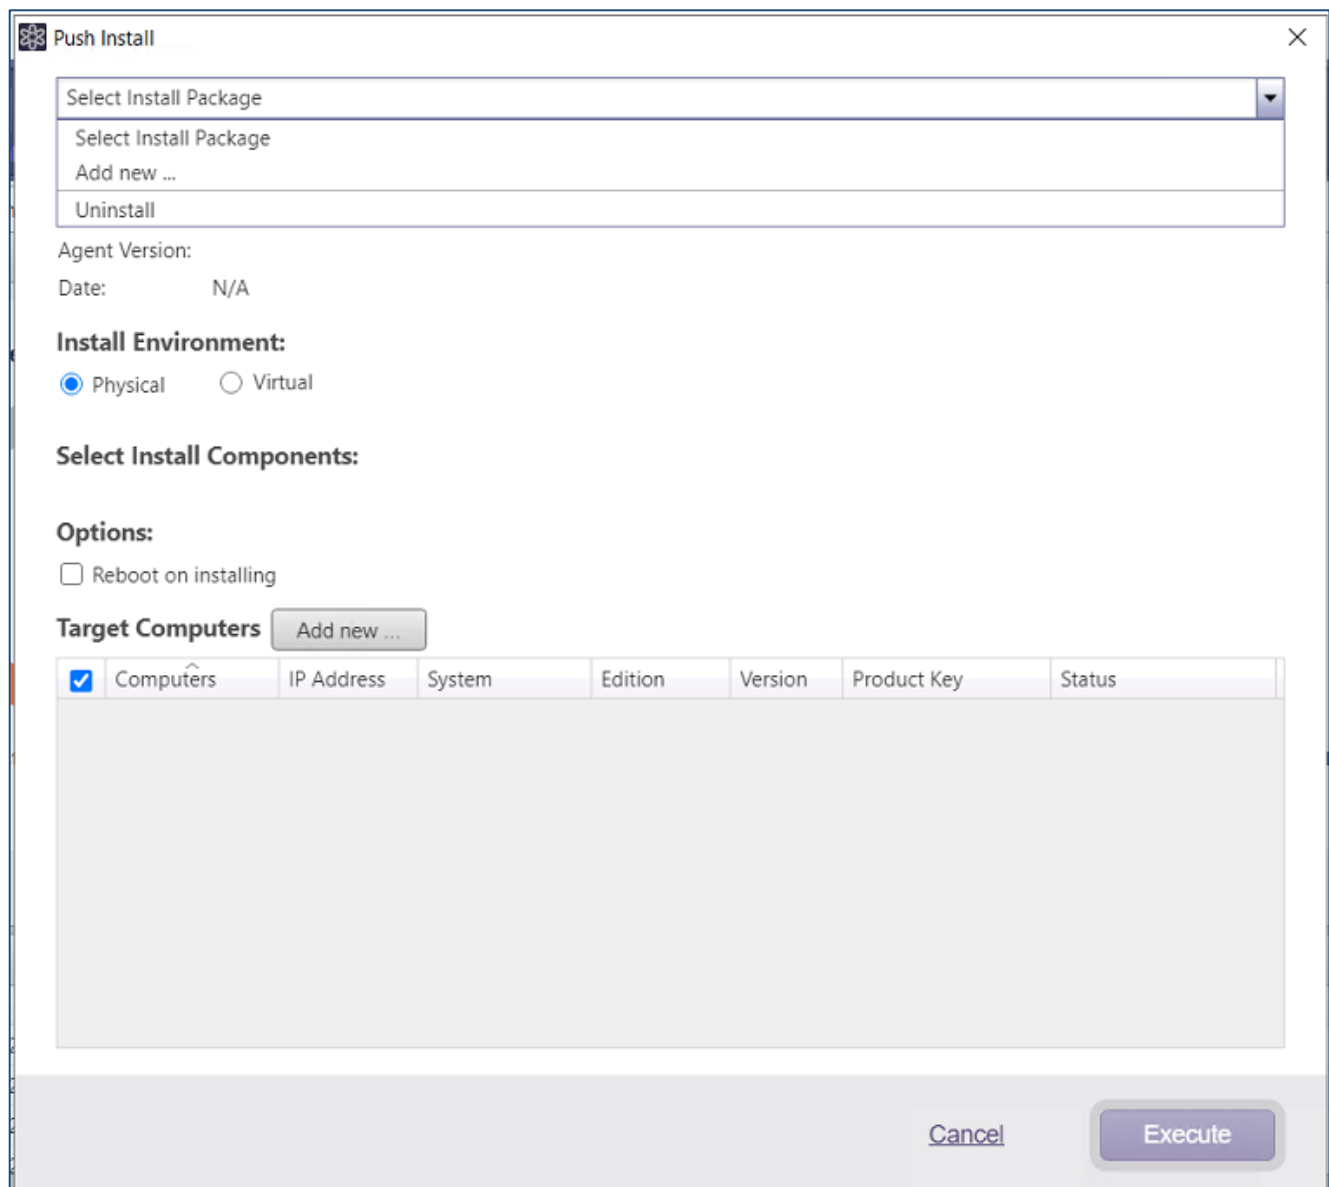 Push Install
Select Install Package
Select Install Package
Add new ...
Uninstall
Agent Version:
Date: N/A
Install Environment:
Physical Virtual
Select Install Components:
Options:
Reboot on installing
Target Computers Add new ...
Computers IP Address System Edition Version Product Key Status
Cancel Execute